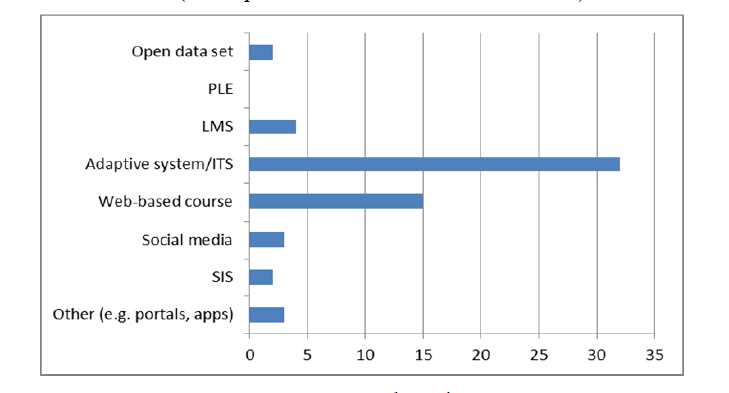 Open data set
PLE
LMS
Adaptive system/ITS
Web-based course
Social media
SIS
Other (e.g. portals, apps)
0 5 10 15 20 25 30 35